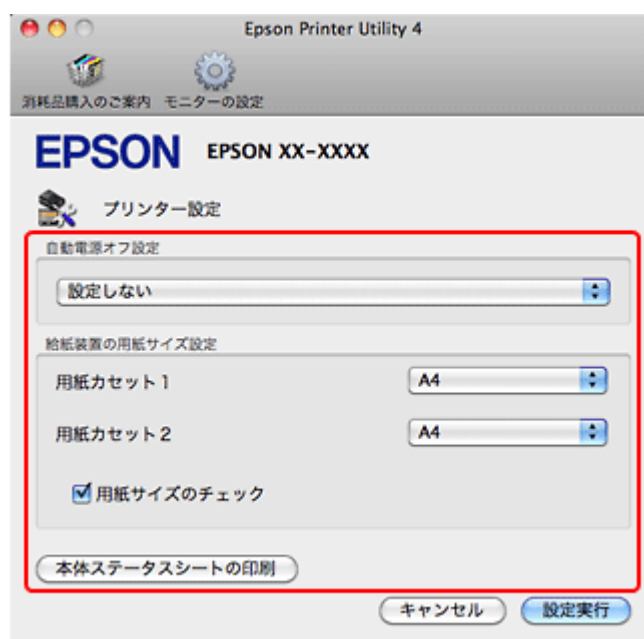 Epson Printer Utility 4
消耗品購入のご案内 モニターの設定
EPSON EPSON XX-XXXX
プリンター設定
自動電源オフ設定
設定しない
給紙装置の用紙サイズ設定
用紙カセット1 A4
用紙カセット2 A4
用紙サイズのチェック
本体ステータスシートの印刷
キャンセル 設定実行